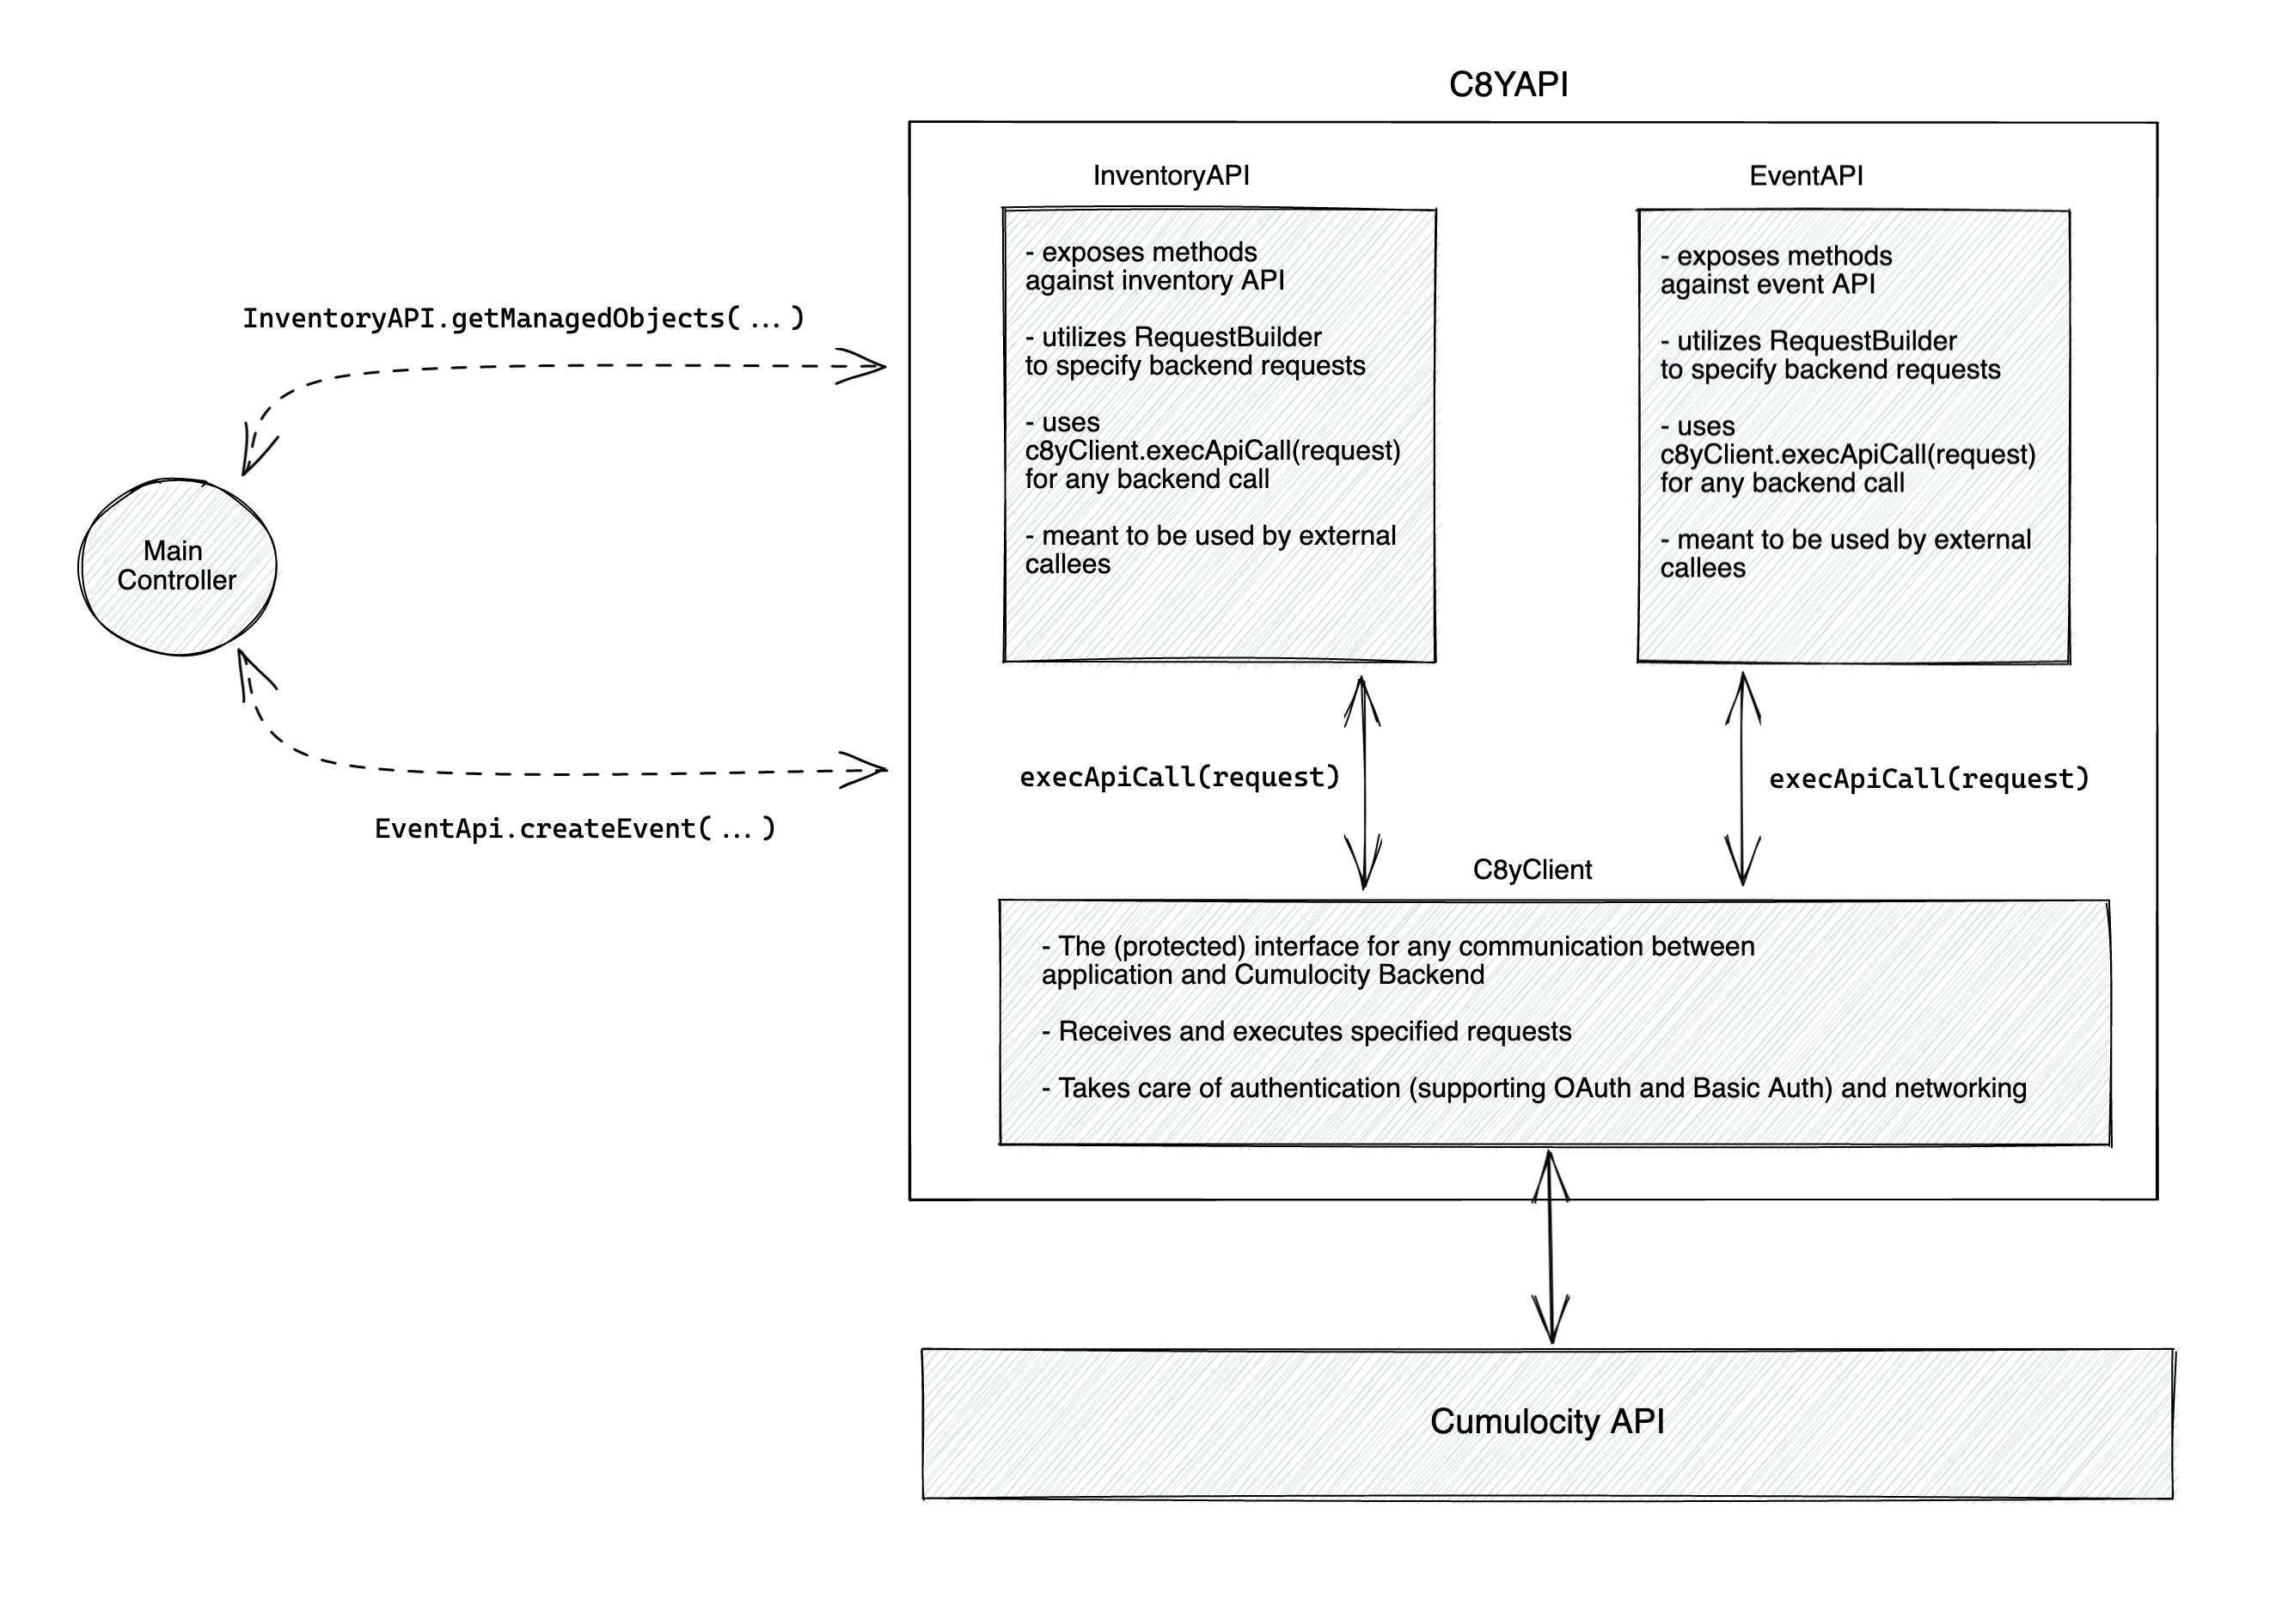 C8YAPI
InventoryAPI
- exposes methods
against inventory API
- utilizes RequestBuilder
to specify backend requests
- uses
c8yClient.execApiCall(request)
for any backend call
- meant to be used by external
callees
EventAPI
- exposes methods
against event API
- utilizes RequestBuilder
to specify backend requests
- uses
c8yClient.execApiCall(request)
for any backend call
- meant to be used by external
callees
InventoryAPI.getManagedObjects(...)
Main
Controller
EventApi.createEvent(...)
execApiCall(request)
execApiCall(request)
C8yClient
- The (protected) interface for any communication between
application and Cumulocity Backend
- Receives and executes specified requests
- Takes care of authentication (supporting OAuth and Basic Auth) and networking
Cumulocity API